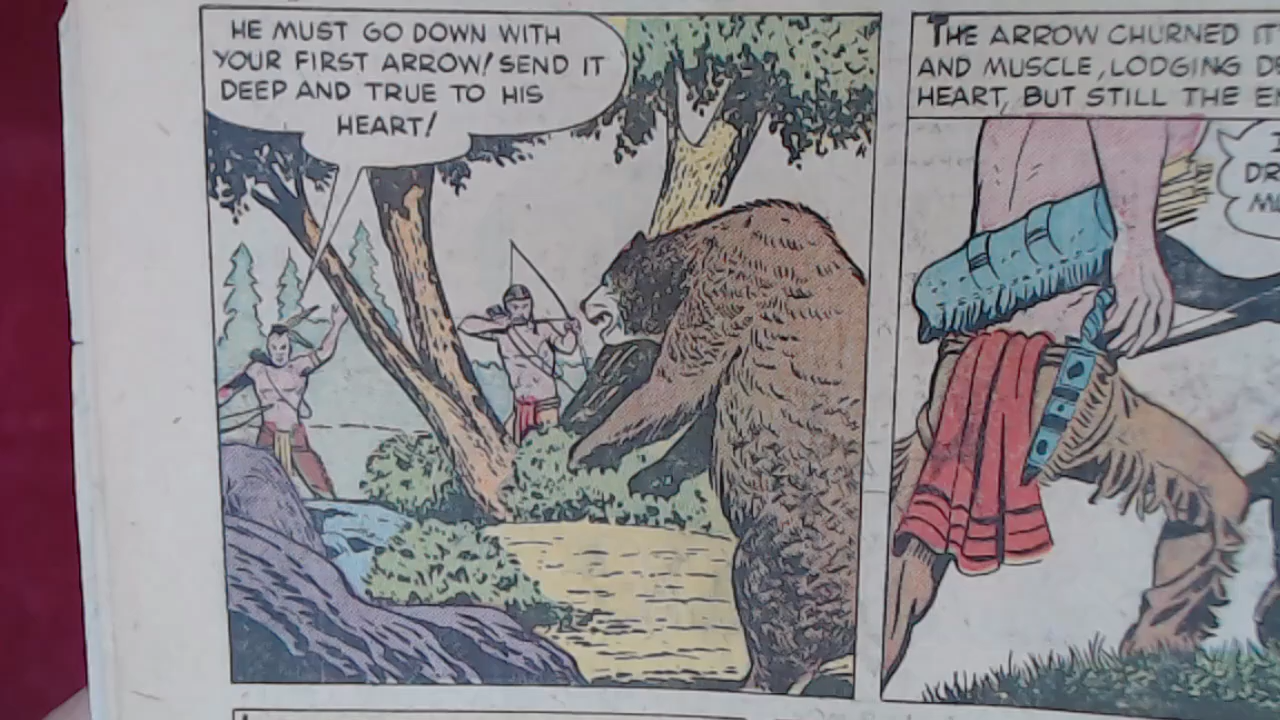 HE MUST GO DOWN WITH
YOUR FIRST ARROW! SEND IT
DEEP AND TRUE TO HIS
HEART!
THE ARROW CHURNED
AND MUSCLE, LODGING
HEART, BUT STILL THE